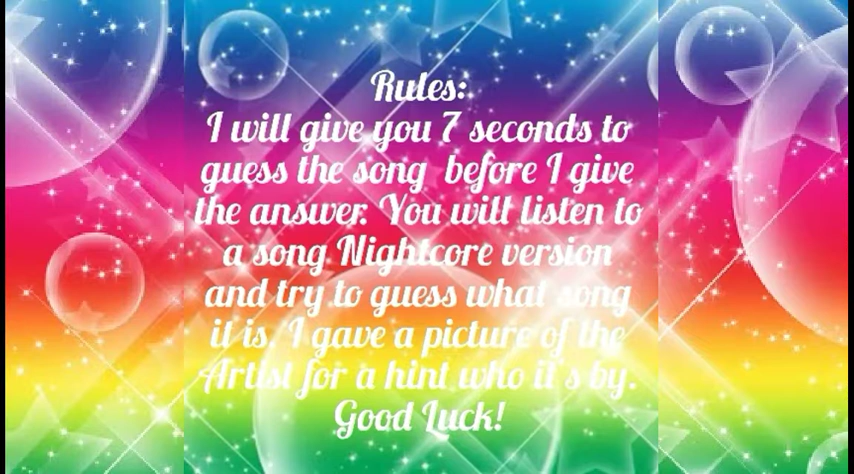 Rules:
I will give you 7 seconds to
guess the song before I give
the answer. You will listen to
a song Nightcore version
and try to guess what song
it is. I gave a picture of the
Artist for a hint who it's by.
Good Luck!